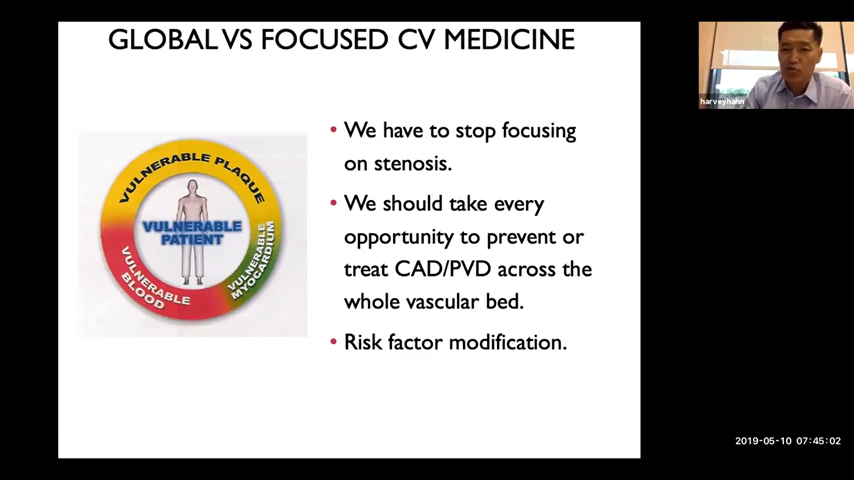 GLOBAL VS FOCUSED CV MEDICINE
harveyhahn
• We have to stop focusing
on stenosis.
• We should take every
opportunity to prevent or
treat CAD/PVD across the
whole vascular bed.
• Risk factor modification.
VULNERABLE PLAQUE
VULNERABLE
PATIENT
VULNERABLE
BLOOD
VULNERABLE
MYOCARDIUM
2019-05-10 07:45:02